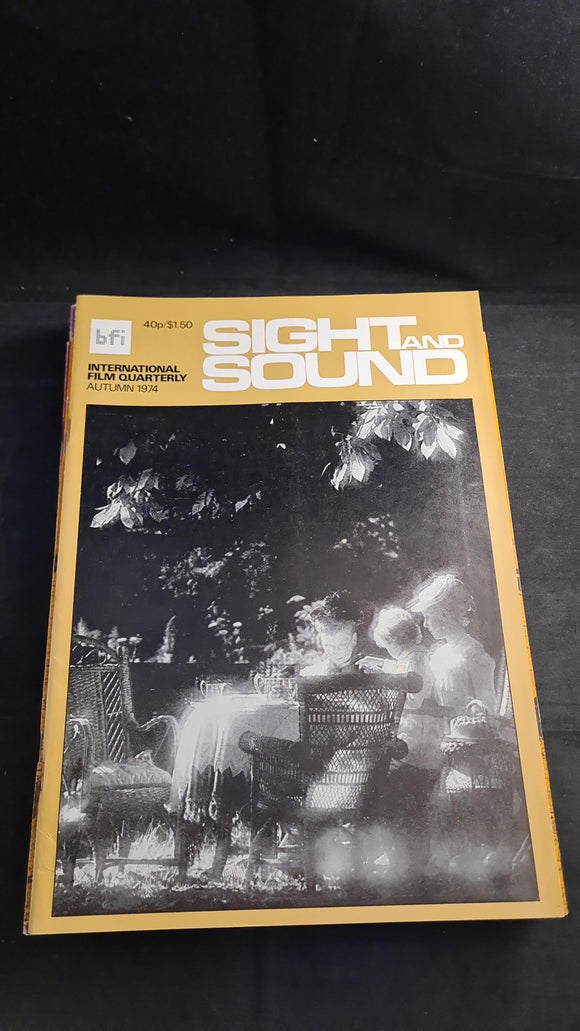 bfi
40p/$1.50
SIGHT AND
SOUND
INTERNATIONAL
FILM QUARTERLY
AUTUMN 1974